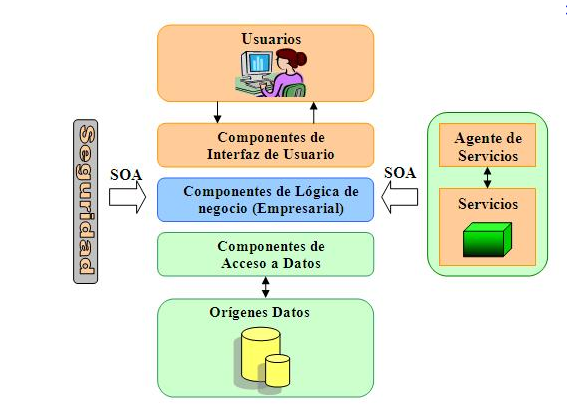 Usuarios
Componentes de
Interfaz de Usuario
Seguridad
SOA
Componentes de Lógica de
negocio (Empresarial)
SOA
Agente de
Servicios
Servicios
Componentes de
Acceso a Datos
Orígenes Datos